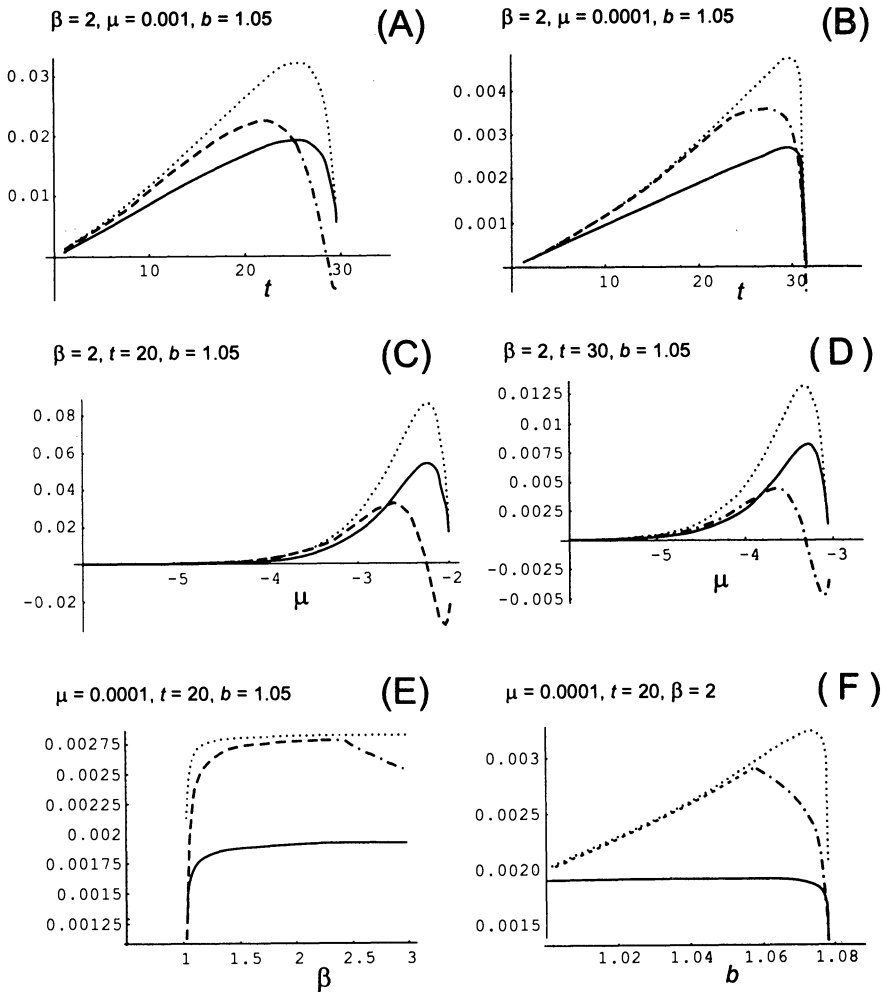 β = 2, μ = 0.001, b = 1.05
(A)
0.03
0.02
0.01
10
20
30
t
β = 2, μ = 0.0001, b = 1.05
(B)
0.004
0.003
0.002
0.001
10
20
30
t
β = 2, t = 20, b = 1.05
(C)
0.08
0.06
0.04
0.02
-0.02
-5
-4
-3
-2
μ
β = 2, t = 30, b = 1.05
(D)
0.0125
0.01
0.0075
0.005
0.0025
-0.0025
-0.005
-5
-4
-3
μ
μ = 0.0001, t = 20, b = 1.05
(E)
0.00275
0.0025
0.00225
0.002
0.00175
0.0015
0.00125
1
1.5
2
2.5
3
β
μ = 0.0001, t = 20, β = 2
(F)
0.003
0.0025
0.0020
0.0015
1.02
1.04
1.06
1.08
b